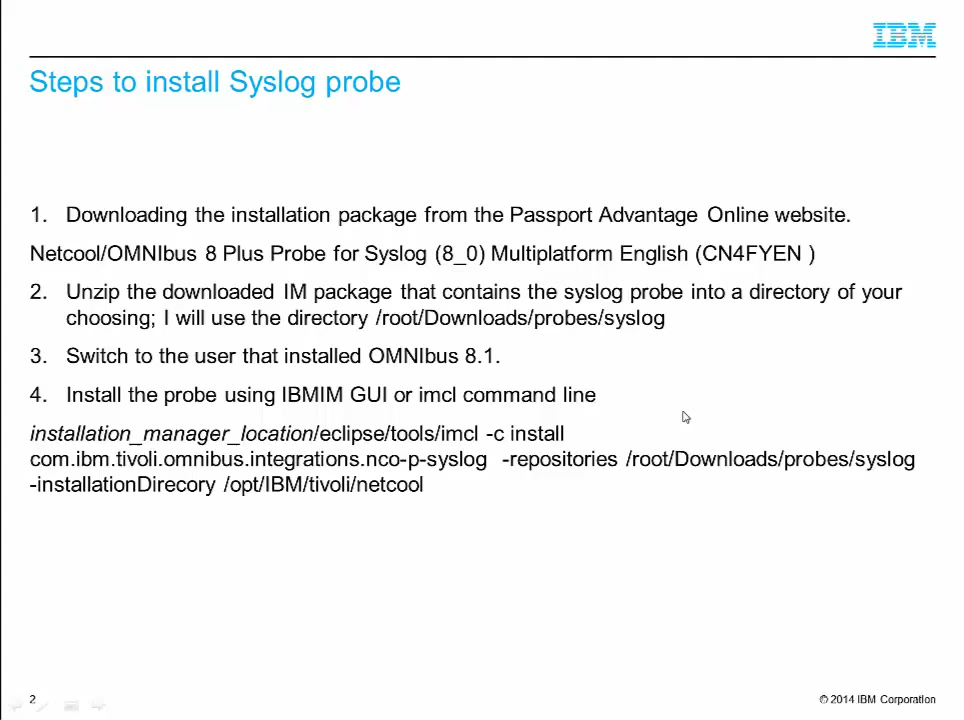 IBM
Steps to install Syslog probe
1. Downloading the installation package from the Passport Advantage Online website.
Netcool/OMNIbus 8 Plus Probe for Syslog (8_0) Multiplatform English (CN4FYEN )
2. Unzip the downloaded IM package that contains the syslog probe into a directory of your
choosing; I will use the directory /root/Downloads/probes/syslog
3. Switch to the user that installed OMNIbus 8.1.
4. Install the probe using IBMIM GUI or imcl command line
installation_manager_location/eclipse/tools/imcl -c install
com.ibm.tivoli.omnibus.integrations.nco-p-syslog -repositories /root/Downloads/probes/syslog
-installationDirecory /opt/IBM/tivoli/netcool
2
© 2014 IBM Corporation